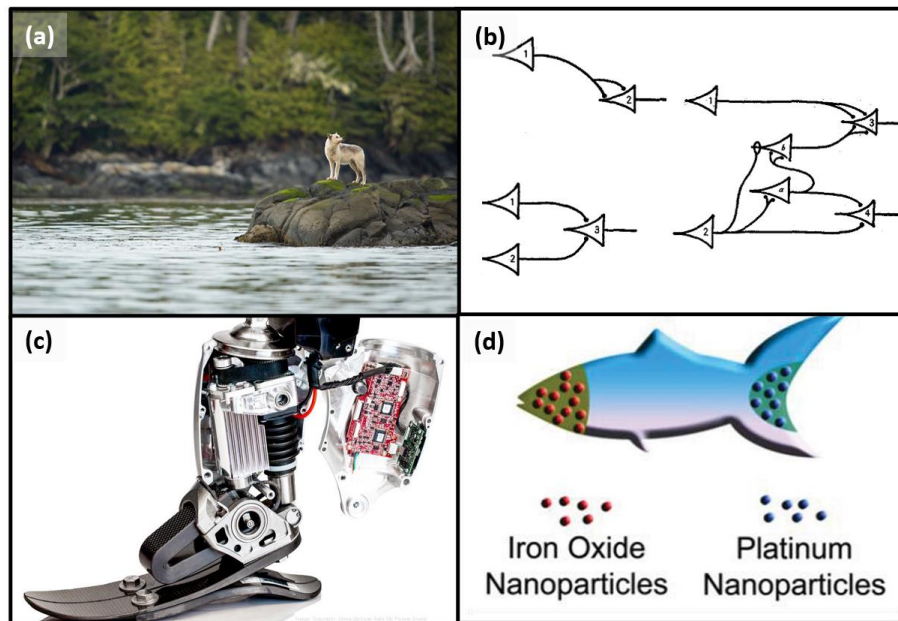 (a)
(b)
1
2
1
3
b
a
1
3
2
2
4
(c)
(d)
Iron Oxide
Nanoparticles
Platinum
Nanoparticles